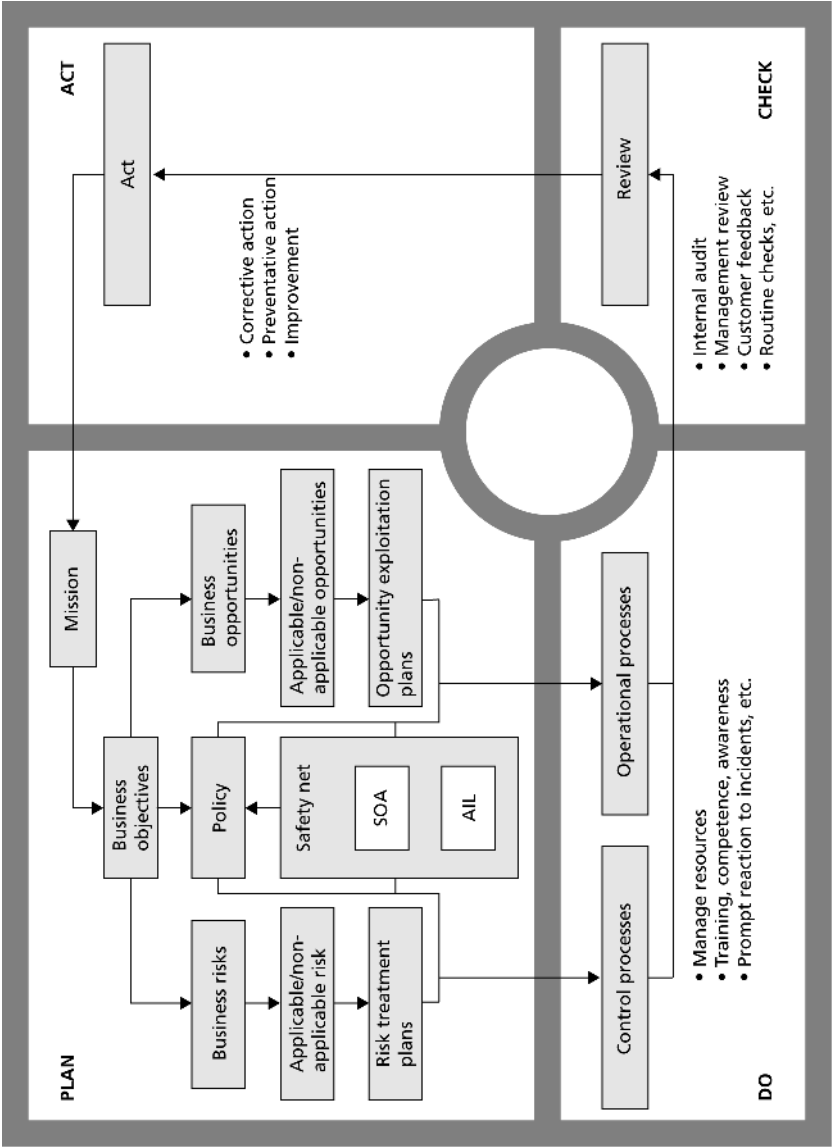 PLAN
Mission
Business
objectives
Business risks
Policy
Business
opportunities
Applicable/non-
applicable risk
Safety net
SOA
AIL
Applicable/non-
applicable opportunities
Risk treatment
plans
Opportunity exploitation
plans
ACT
Act
• Corrective action
• Preventative action
• Improvement
DO
Control processes
Operational processes
• Manage resources
• Training, competence, awareness
• Prompt reaction to incidents, etc.
CHECK
Review
• Internal audit
• Management review
• Customer feedback
• Routine checks, etc.